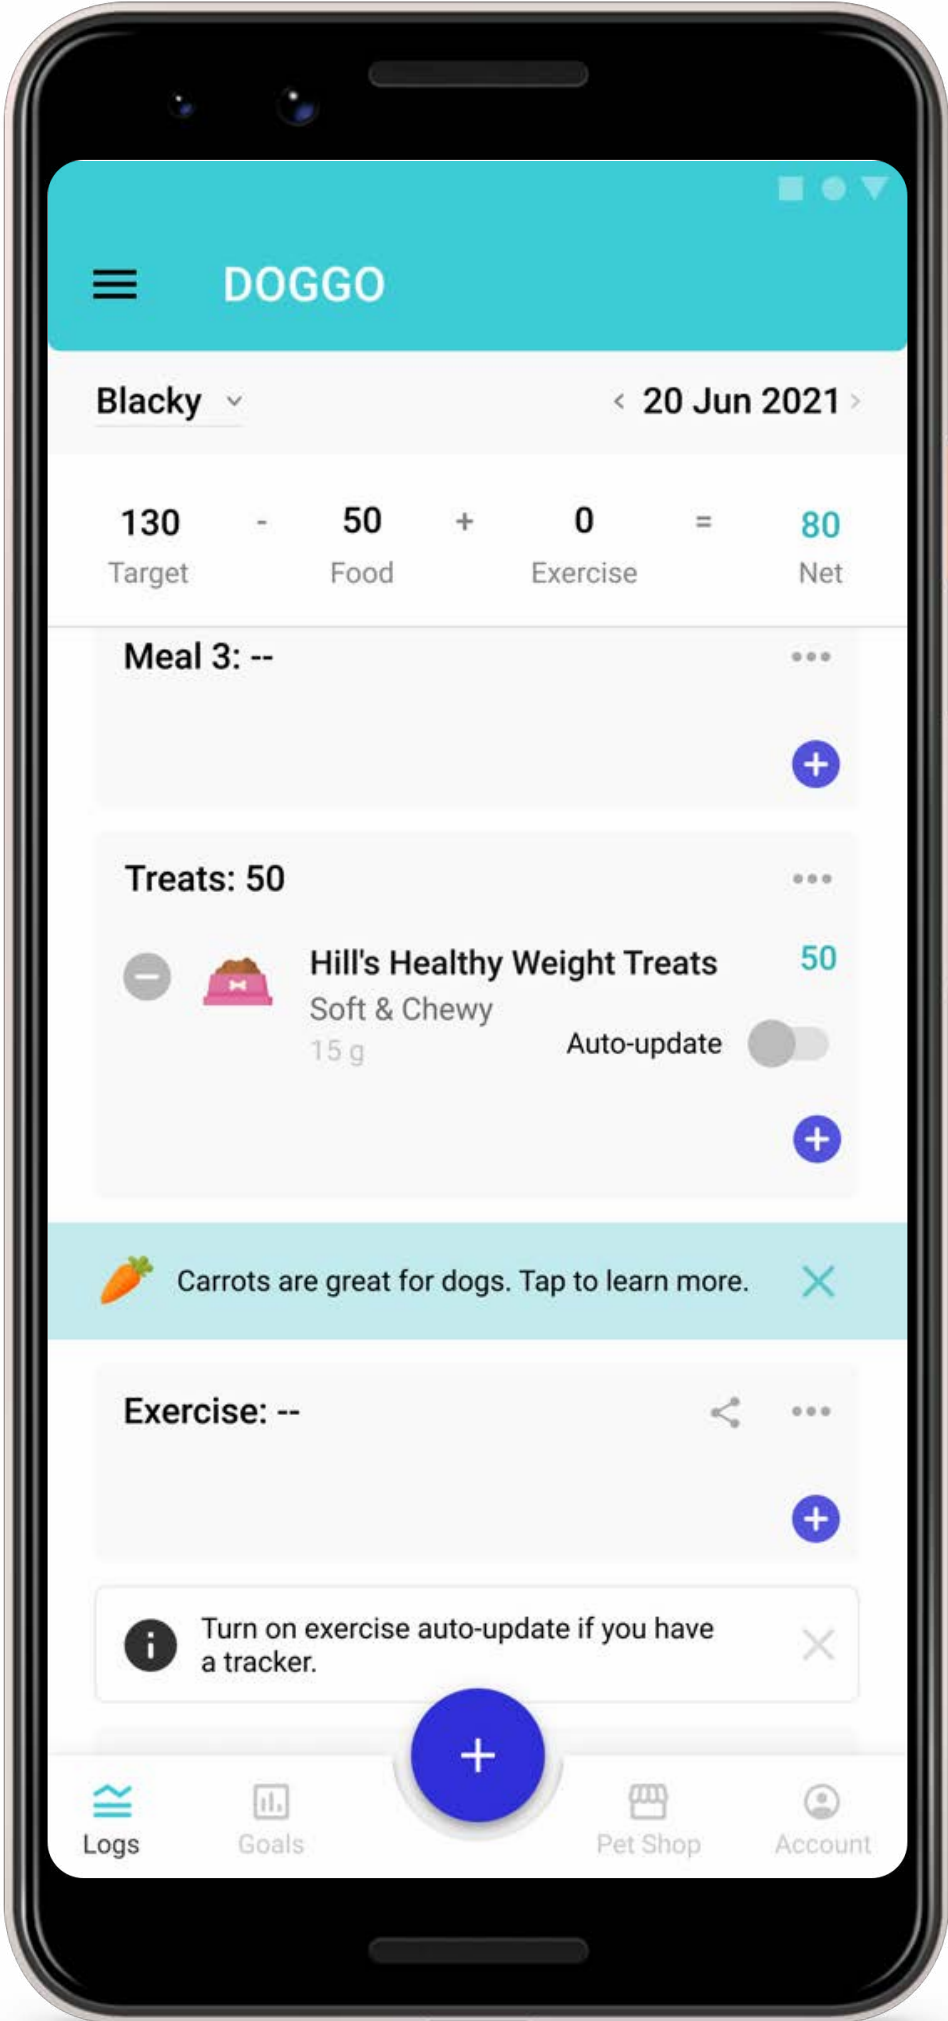 DOGGO
Blacky
< 20 Jun 2021 >
130 - 50 + 0 = 80
Target Food Exercise Net
Meal 3: --
Treats: 50
Hill's Healthy Weight Treats 50
Soft & Chewy
15 g
Auto-update
Carrots are great for dogs. Tap to learn more.
Exercise: --
Turn on exercise auto-update if you have
a tracker.
Logs Goals Pet Shop Account